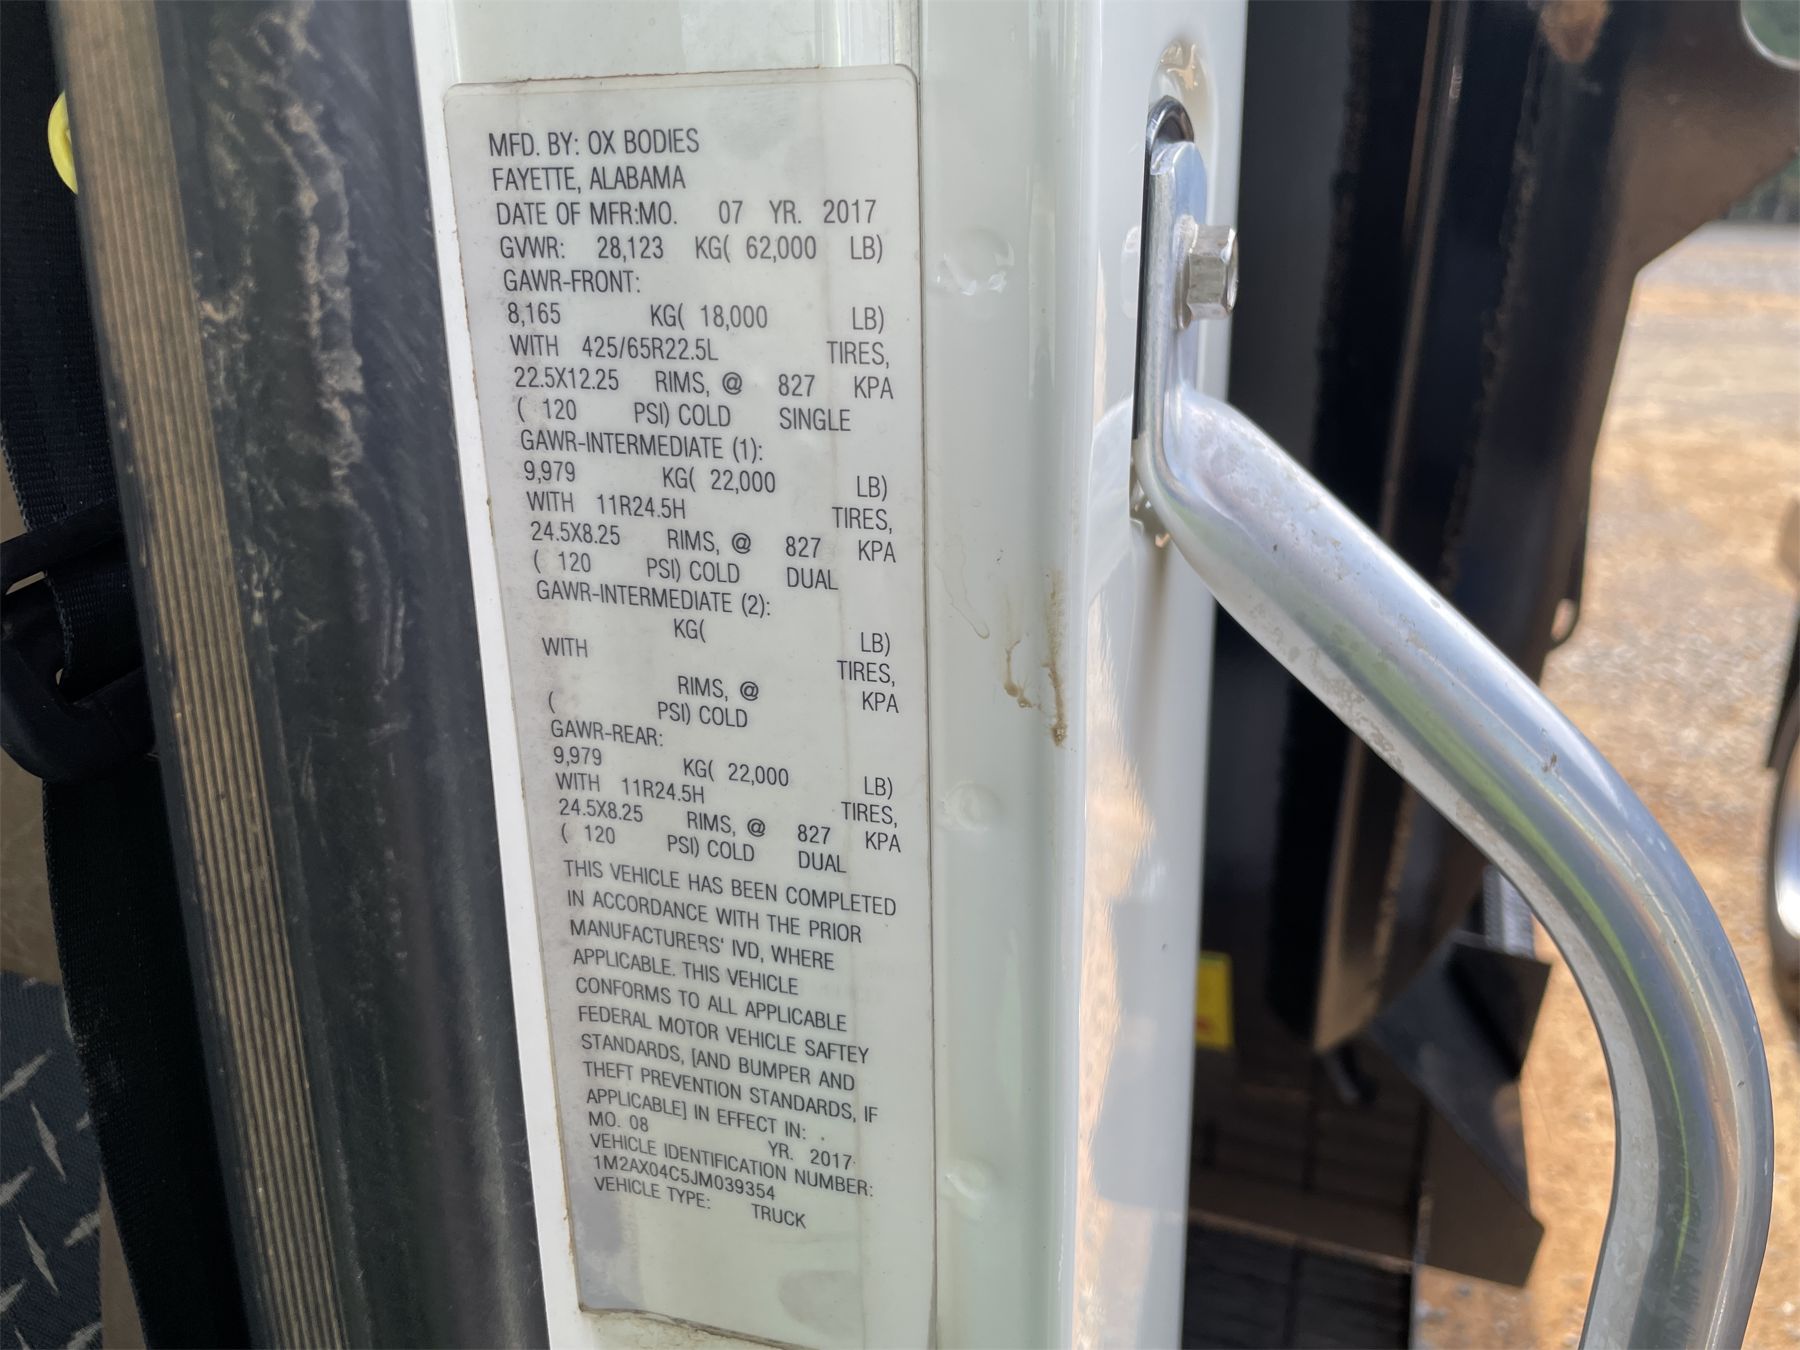 MFD. BY: OX BODIES
FAYETTE, ALABAMA
DATE OF MFR:MO. 07 YR. 2017
GVWR: 28,123 KG( 62,000 LB)
GAWR-FRONT:
8,165 KG( 18,000 LB)
WITH 425/65R22.5L TIRES,
22.5X12.25 RIMS, @ 827 KPA
( 120 PSI) COLD SINGLE
GAWR-INTERMEDIATE (1):
9,979 KG( 22,000 LB)
WITH 11R24.5H TIRES,
24.5X8.25 RIMS, @ 827 KPA
( 120 PSI) COLD DUAL
GAWR-INTERMEDIATE (2):
KG( LB)
WITH TIRES,
RIMS, @ KPA
( PSI) COLD
GAWR-REAR:
9,979 KG( 22,000 LB)
WITH 11R24.5H TIRES,
24.5X8.25 RIMS, @ 827 KPA
( 120 PSI) COLD DUAL
THIS VEHICLE HAS BEEN COMPLETED
IN ACCORDANCE WITH THE PRIOR
MANUFACTURERS' IVD, WHERE
APPLICABLE. THIS VEHICLE
CONFORMS TO ALL APPLICABLE
FEDERAL MOTOR VEHICLE SAFTEY
STANDARDS, [AND BUMPER AND
THEFT PREVENTION STANDARDS, IF
APPLICABLE] IN EFFECT IN:
MO. 08 YR. 2017
VEHICLE IDENTIFICATION NUMBER:
1M2AX04C5JM039354
VEHICLE TYPE: TRUCK